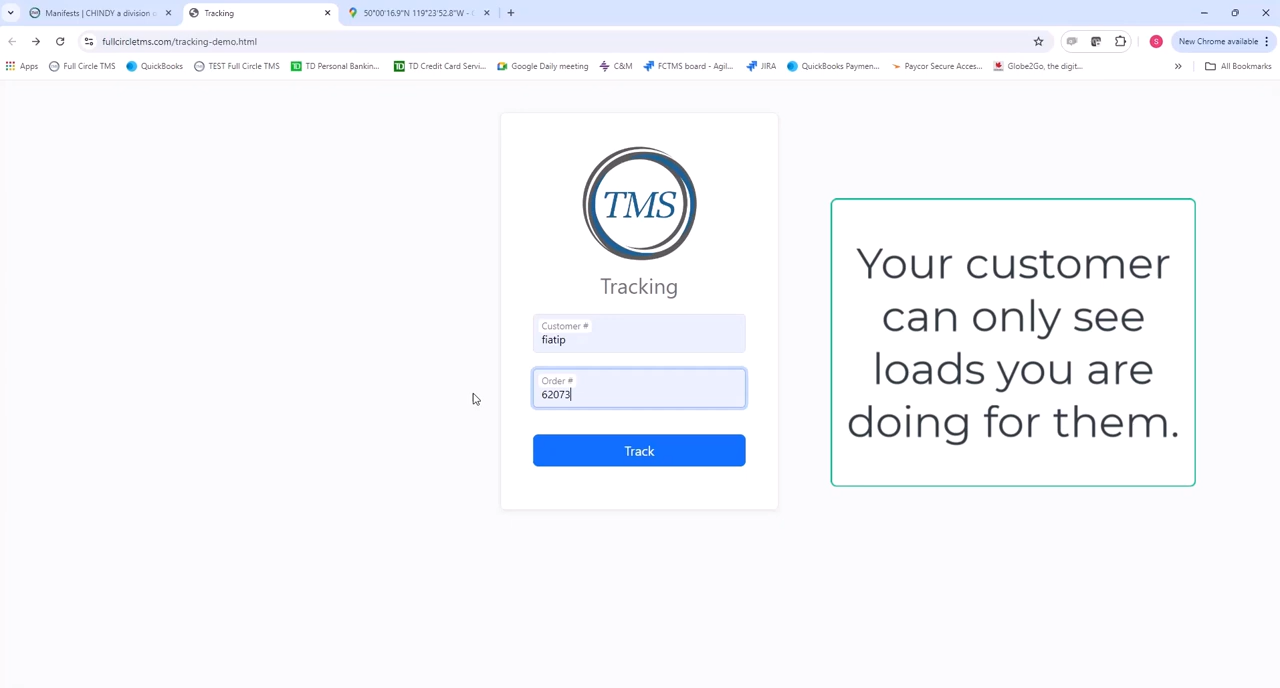 Manifests | CHINDY a division o
Tracking
50°00'16.9"N 119°23'52.8"W -
fullcircletms.com/tracking-demo.html
S
New Chrome available
Apps
Full Circle TMS
QuickBooks
TEST Full Circle TMS
TD Personal Bankin...
TD Credit Card Servi...
Google Daily meeting
C&M
FCTMS board - Agil...
JIRA
QuickBooks Paymen...
Paycor Secure Acces...
Globe2Go, the digit...
All Bookmarks
TMS
Tracking
Customer #
fiatip
Order #
62073
Track
Your customer
can only see
loads you are
doing for them.